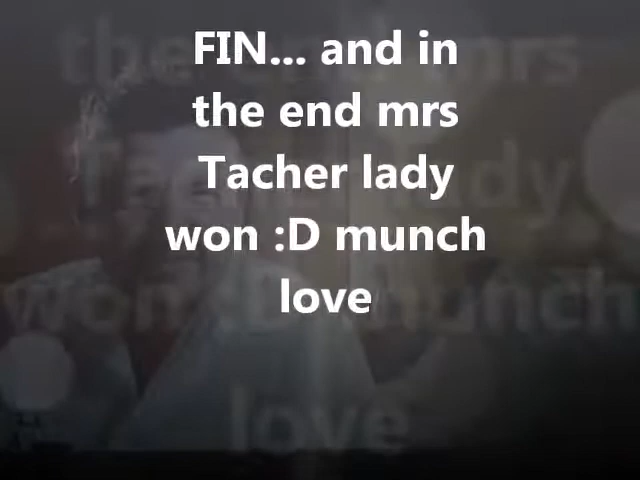 FIN... and in
the end mrs
Tacher lady
won :D munch
love